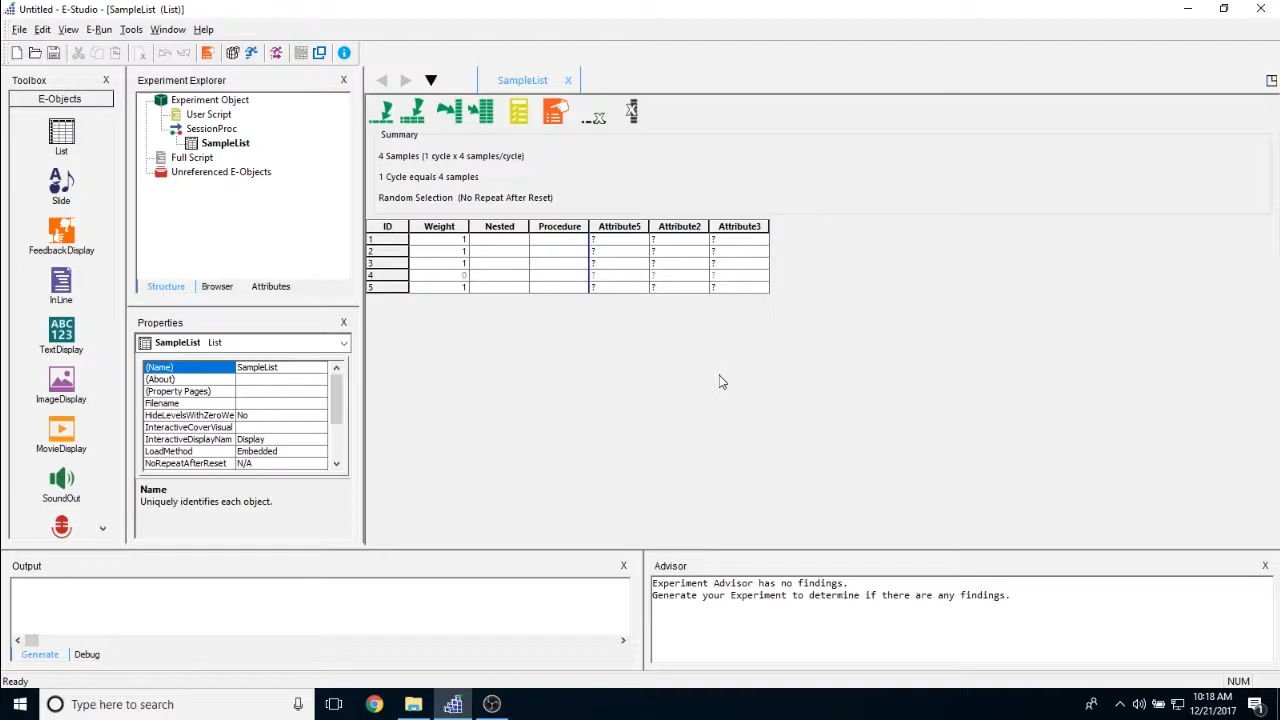 Untitled - E-Studio - [SampleList (List)]
File Edit View E-Run Tools Window Help
Toolbox
E-Objects
List
Slide
FeedbackDisplay
InLine
ABC
123
TextDisplay
ImageDisplay
MovieDisplay
SoundOut
Experiment Explorer
Experiment Object
User Script
SessionProc
SampleList
Full Script
Unreferenced E-Objects
Structure Browser Attributes
Properties
SampleList List
(Name) SampleList
(About)
(Property Pages)
Filename
HideLevelsWithZeroWe No
InteractiveCoverVisual
InteractiveDisplayNam Display
LoadMethod Embedded
NoRepeatAfterReset N/A
Name
Uniquely identifies each object.
SampleList
Summary
4 Samples (1 cycle x 4 samples/cycle)
1 Cycle equals 4 samples
Random Selection (No Repeat After Reset)
ID Weight Nested Procedure Attribute5 Attribute2 Attribute3
1 1 ? ? ?
2 1 ? ? ?
3 1 ? ? ?
4 0 ? ? ?
5 1 ? ? ?
Output
Generate Debug
Advisor
Experiment Advisor has no findings.
Generate your Experiment to determine if there are any findings.
Ready NUM
Type here to search
10:18 AM
12/21/2017
1